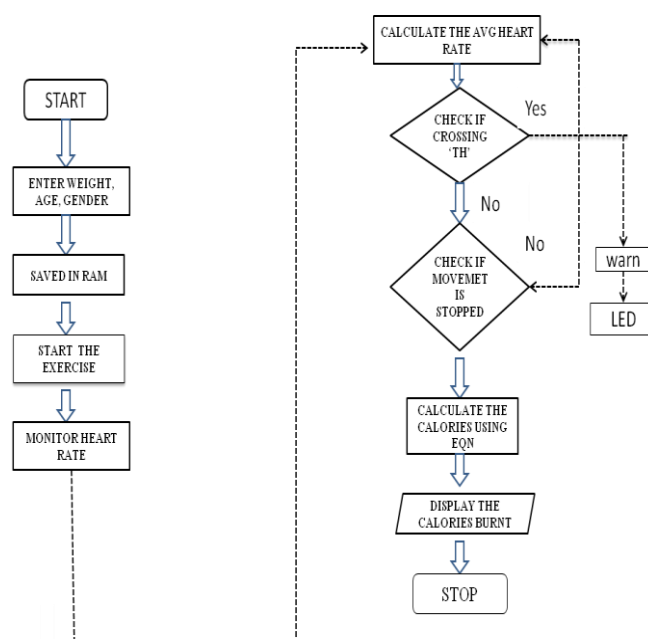 START
ENTER WEIGHT,
AGE, GENDER
SAVED IN RAM
START THE
EXERCISE
MONITOR HEART
RATE
CALCULATE THE AVG HEART
RATE
CHECK IF
CROSSING
‘TH’
Yes
No
No
CHECK IF
MOVEMET
IS
STOPPED
warn
LED
CALCULATE THE
CALORIES USING
EQN
DISPLAY THE
CALORIES BURNT
STOP